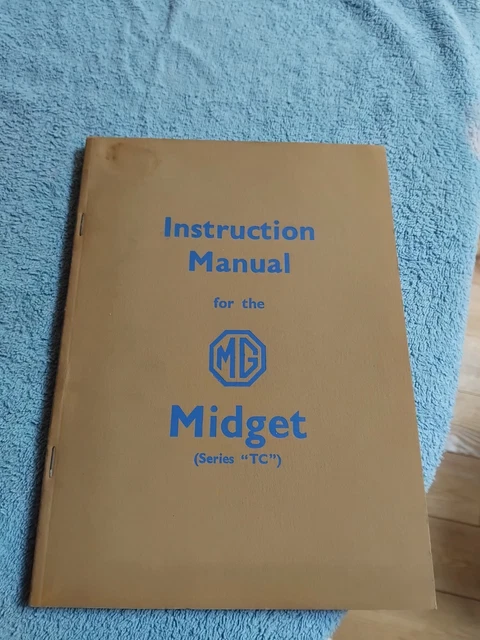 Instruction
Manual
for the
MG
Midget
(Series "TC")